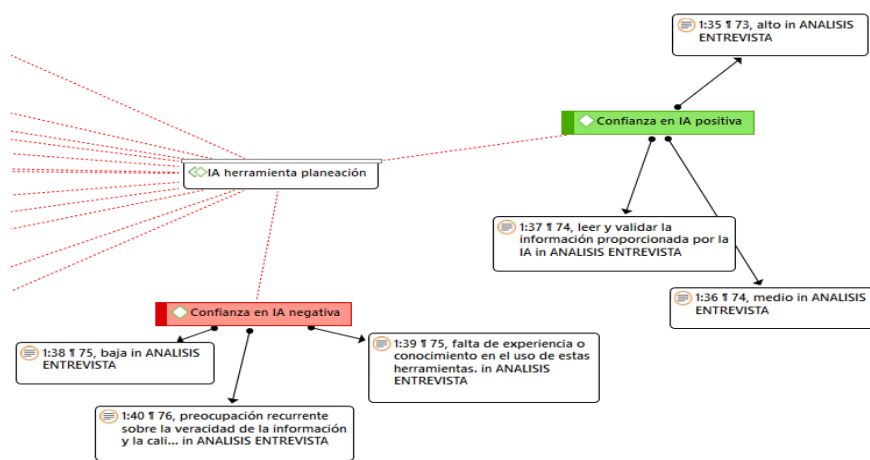 1:35 ¶ 73, alto in ANALISIS
ENTREVISTA
Confianza en IA positiva
IA herramienta planeación
1:37 ¶ 74, leer y validar la
información proporcionada por la
IA in ANALISIS ENTREVISTA
1:36 ¶ 74, medio in ANALISIS
ENTREVISTA
Confianza en IA negativa
1:38 ¶ 75, baja in ANALISIS
ENTREVISTA
1:39 ¶ 75, falta de experiencia o
conocimiento en el uso de estas
herramientas. in ANALISIS
ENTREVISTA
1:40 ¶ 76, preocupación recurrente
sobre la veracidad de la información
y la cali... in ANALISIS ENTREVISTA